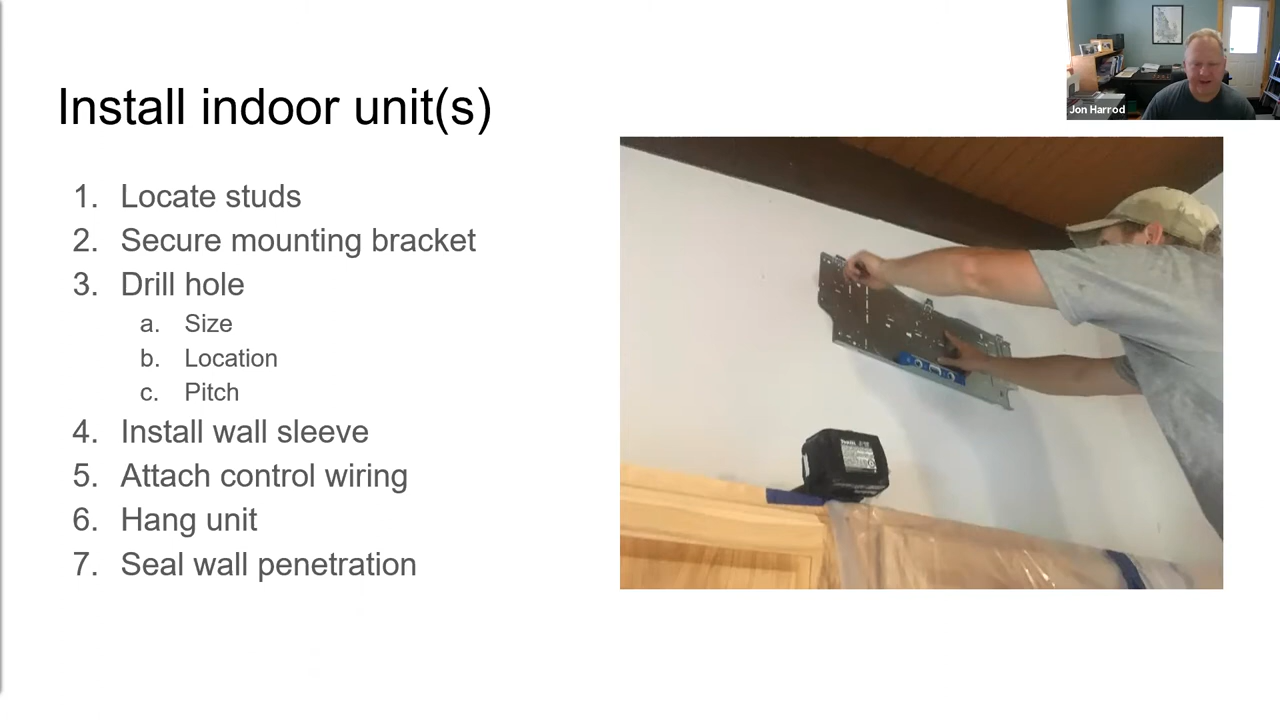 Jon Harrod
Install indoor unit(s)
1. Locate studs
2. Secure mounting bracket
3. Drill hole
a. Size
b. Location
c. Pitch
4. Install wall sleeve
5. Attach control wiring
6. Hang unit
7. Seal wall penetration